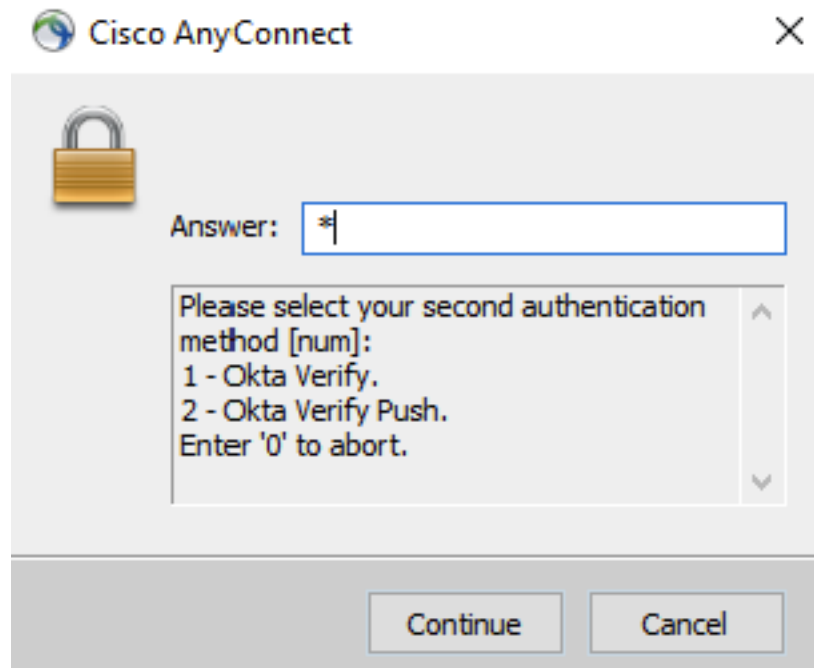 Cisco AnyConnect
Answer: *
Please select your second authentication
method [num]:
1 - Okta Verify.
2 - Okta Verify Push.
Enter '0' to abort.
Continue Cancel